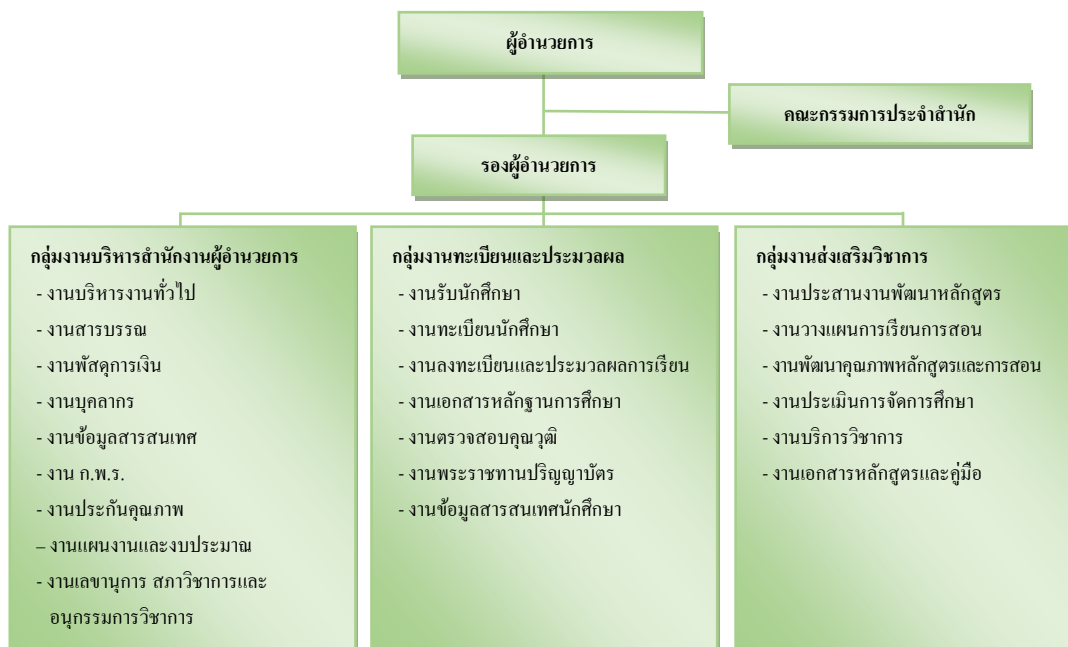 ผู้อำนวยการ
คณะกรรมการประจำสำนัก
รองผู้อำนวยการ
กลุ่มงานบริหารสำนักงานผู้อำนวยการ
- งานบริหารงานทั่วไป
- งานสารบรรณ
- งานพัสดุการเงิน
- งานบุคลากร
- งานข้อมูลสารสนเทศ
- งาน ก.พ.ร.
- งานประกันคุณภาพ
– งานแผนงานและงบประมาณ
- งานเลขานุการ สภาวิชาการและ
อนุกรรมการวิชาการ
กลุ่มงานทะเบียนและประมวลผล
- งานรับนักศึกษา
- งานทะเบียนนักศึกษา
- งานลงทะเบียนและประมวลผลการเรียน
- งานเอกสารหลักฐานการศึกษา
- งานตรวจสอบคุณวุฒิ
- งานพระราชทานปริญญาบัตร
- งานข้อมูลสารสนเทศนักศึกษา
กลุ่มงานส่งเสริมวิชาการ
- งานประสานงานพัฒนาหลักสูตร
- งานวางแผนการเรียนการสอน
- งานพัฒนาคุณภาพหลักสูตรและการสอน
- งานประเมินการจัดการศึกษา
- งานบริการวิชาการ
- งานเอกสารหลักสูตรและคู่มือ